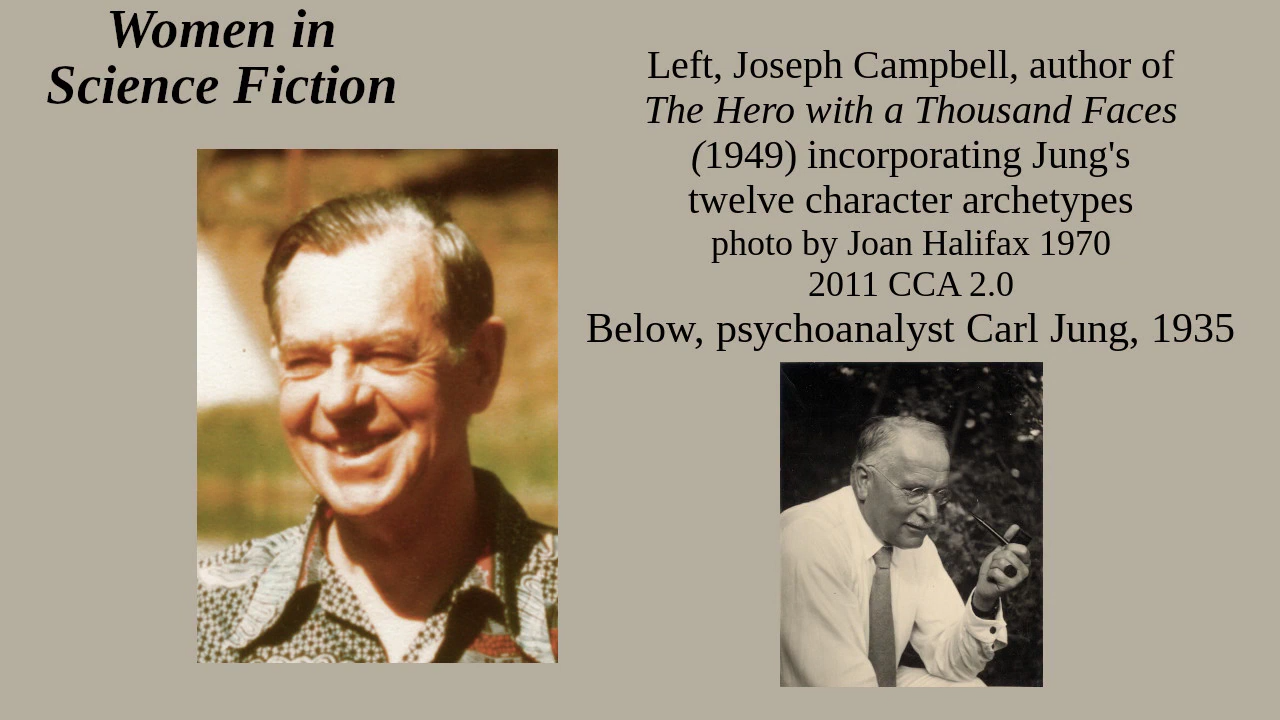 Women in
Science Fiction
Left, Joseph Campbell, author of
The Hero with a Thousand Faces
(1949) incorporating Jung's
twelve character archetypes
photo by Joan Halifax 1970
2011 CCA 2.0
Below, psychoanalyst Carl Jung, 1935